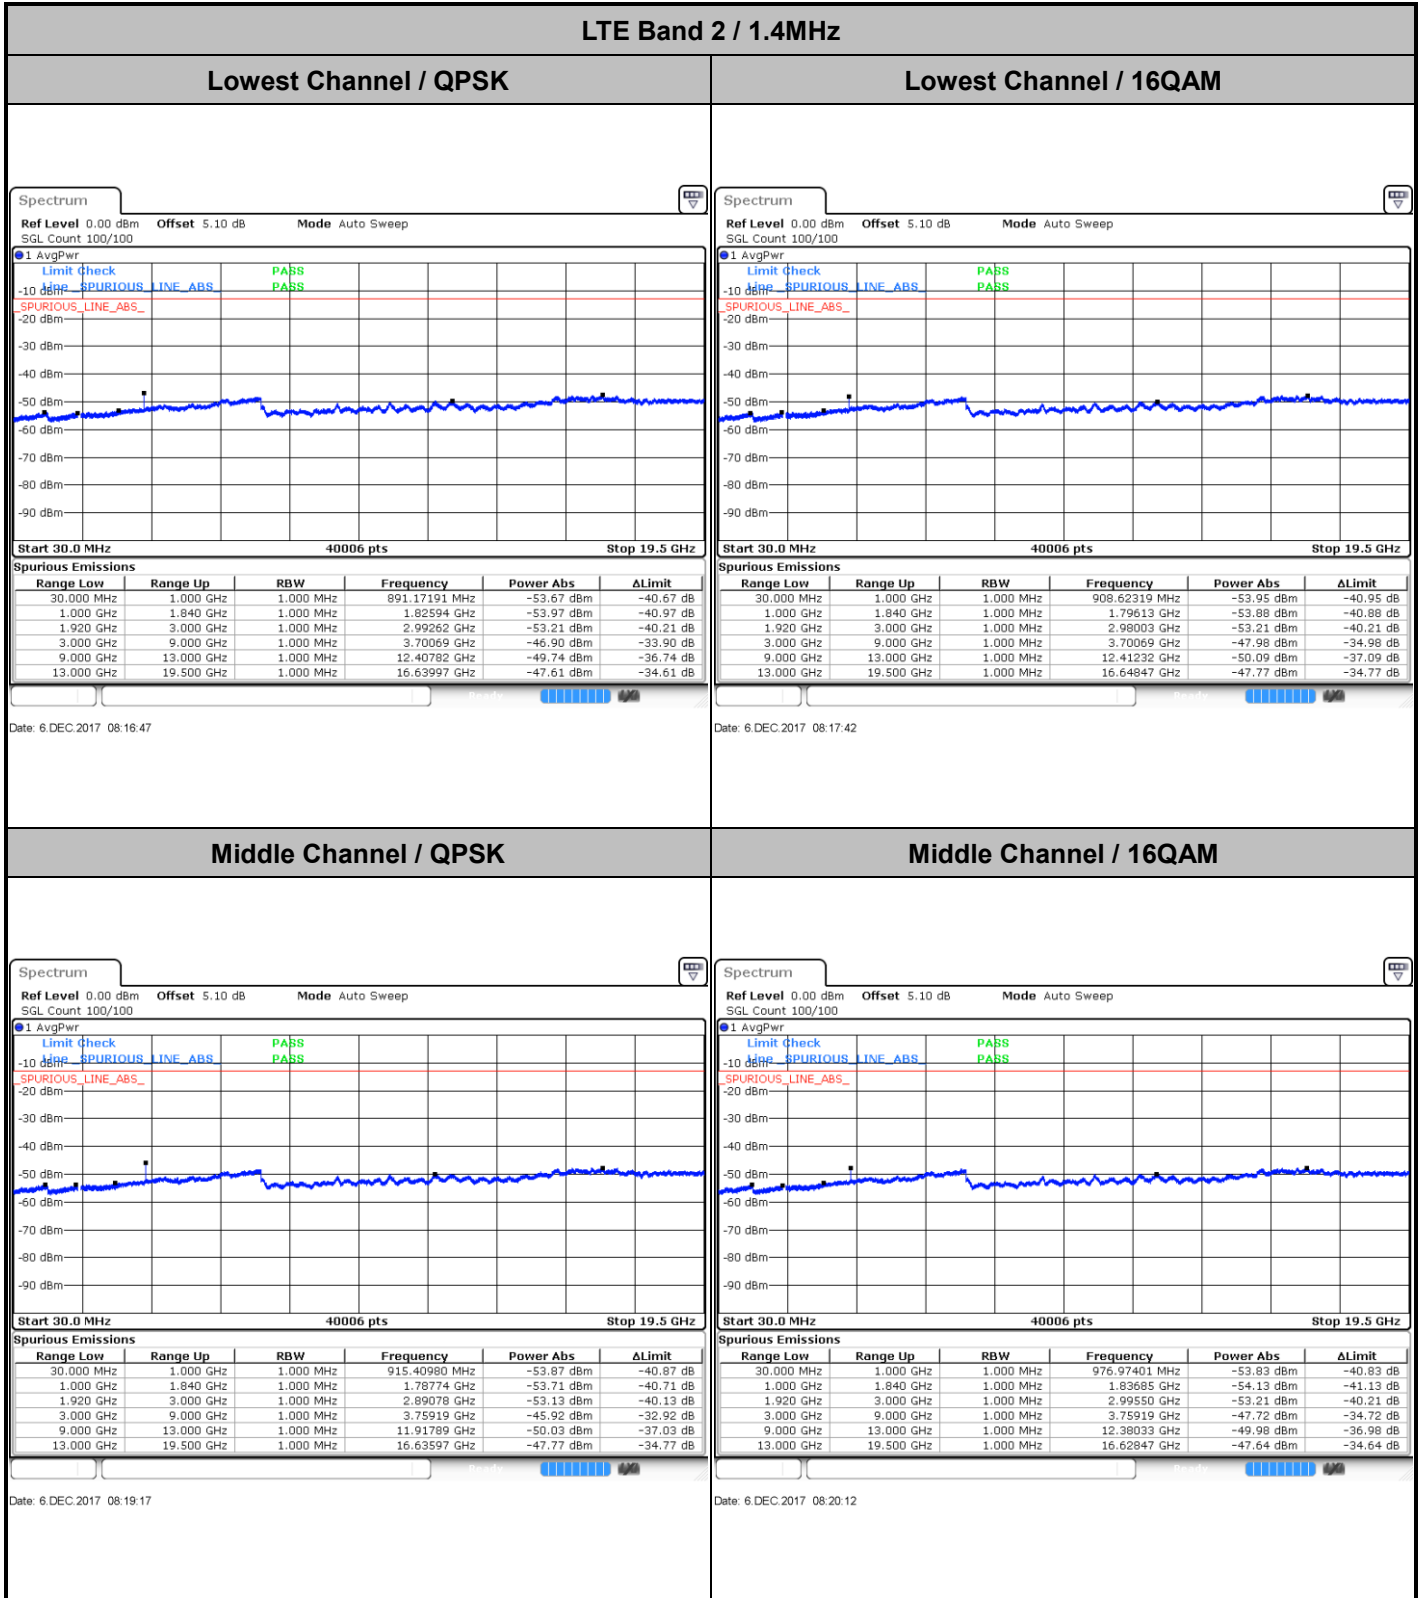 LTE Band 2 / 1.4MHz
Lowest Channel / QPSK
Lowest Channel / 16QAM
Spectrum
Ref Level 0.00 dBm Offset 5.10 dB Mode Auto Sweep
SGL Count 100/100
1 AvgPwr
Limit Check PASS
Line _SPURIOUS_LINE_ABS_ PASS
-10 dBm
_SPURIOUS_LINE_ABS_
-20 dBm
-30 dBm
-40 dBm
-50 dBm
-60 dBm
-70 dBm
-80 dBm
-90 dBm
Start 30.0 MHz 40006 pts Stop 19.5 GHz
Spurious Emissions
Range Low Range Up RBW Frequency Power Abs ΔLimit
30.000 MHz 1.000 GHz 1.000 MHz 891.17191 MHz -53.67 dBm -40.67 dB
1.000 GHz 1.840 GHz 1.000 MHz 1.82594 GHz -53.97 dBm -40.97 dB
1.920 GHz 3.000 GHz 1.000 MHz 2.99262 GHz -53.21 dBm -40.21 dB
3.000 GHz 9.000 GHz 1.000 MHz 3.70069 GHz -46.90 dBm -33.90 dB
9.000 GHz 13.000 GHz 1.000 MHz 12.40782 GHz -49.74 dBm -36.74 dB
13.000 GHz 19.500 GHz 1.000 MHz 16.63997 GHz -47.61 dBm -34.61 dB
Ready
Date: 6.DEC.2017 08:16:47
Spectrum
Ref Level 0.00 dBm Offset 5.10 dB Mode Auto Sweep
SGL Count 100/100
1 AvgPwr
Limit Check PASS
Line _SPURIOUS_LINE_ABS_ PASS
-10 dBm
_SPURIOUS_LINE_ABS_
-20 dBm
-30 dBm
-40 dBm
-50 dBm
-60 dBm
-70 dBm
-80 dBm
-90 dBm
Start 30.0 MHz 40006 pts Stop 19.5 GHz
Spurious Emissions
Range Low Range Up RBW Frequency Power Abs ΔLimit
30.000 MHz 1.000 GHz 1.000 MHz 908.62319 MHz -53.95 dBm -40.95 dB
1.000 GHz 1.840 GHz 1.000 MHz 1.79613 GHz -53.88 dBm -40.88 dB
1.920 GHz 3.000 GHz 1.000 MHz 2.98003 GHz -53.21 dBm -40.21 dB
3.000 GHz 9.000 GHz 1.000 MHz 3.70069 GHz -47.98 dBm -34.98 dB
9.000 GHz 13.000 GHz 1.000 MHz 12.41232 GHz -50.09 dBm -37.09 dB
13.000 GHz 19.500 GHz 1.000 MHz 16.64847 GHz -47.77 dBm -34.77 dB
Ready
Date: 6.DEC.2017 08:17:42
Middle Channel / QPSK
Middle Channel / 16QAM
Spectrum
Ref Level 0.00 dBm Offset 5.10 dB Mode Auto Sweep
SGL Count 100/100
1 AvgPwr
Limit Check PASS
Line _SPURIOUS_LINE_ABS_ PASS
-10 dBm
_SPURIOUS_LINE_ABS_
-20 dBm
-30 dBm
-40 dBm
-50 dBm
-60 dBm
-70 dBm
-80 dBm
-90 dBm
Start 30.0 MHz 40006 pts Stop 19.5 GHz
Spurious Emissions
Range Low Range Up RBW Frequency Power Abs ΔLimit
30.000 MHz 1.000 GHz 1.000 MHz 915.40980 MHz -53.87 dBm -40.87 dB
1.000 GHz 1.840 GHz 1.000 MHz 1.78774 GHz -53.71 dBm -40.71 dB
1.920 GHz 3.000 GHz 1.000 MHz 2.89078 GHz -53.13 dBm -40.13 dB
3.000 GHz 9.000 GHz 1.000 MHz 3.75919 GHz -45.92 dBm -32.92 dB
9.000 GHz 13.000 GHz 1.000 MHz 11.91789 GHz -50.03 dBm -37.03 dB
13.000 GHz 19.500 GHz 1.000 MHz 16.63597 GHz -47.77 dBm -34.77 dB
Ready
Date: 6.DEC.2017 08:19:17
Spectrum
Ref Level 0.00 dBm Offset 5.10 dB Mode Auto Sweep
SGL Count 100/100
1 AvgPwr
Limit Check PASS
Line _SPURIOUS_LINE_ABS_ PASS
-10 dBm
_SPURIOUS_LINE_ABS_
-20 dBm
-30 dBm
-40 dBm
-50 dBm
-60 dBm
-70 dBm
-80 dBm
-90 dBm
Start 30.0 MHz 40006 pts Stop 19.5 GHz
Spurious Emissions
Range Low Range Up RBW Frequency Power Abs ΔLimit
30.000 MHz 1.000 GHz 1.000 MHz 976.97401 MHz -53.83 dBm -40.83 dB
1.000 GHz 1.840 GHz 1.000 MHz 1.83685 GHz -54.13 dBm -41.13 dB
1.920 GHz 3.000 GHz 1.000 MHz 2.99550 GHz -53.21 dBm -40.21 dB
3.000 GHz 9.000 GHz 1.000 MHz 3.75919 GHz -47.72 dBm -34.72 dB
9.000 GHz 13.000 GHz 1.000 MHz 12.38033 GHz -49.98 dBm -36.98 dB
13.000 GHz 19.500 GHz 1.000 MHz 16.62847 GHz -47.64 dBm -34.64 dB
Ready
Date: 6.DEC.2017 08:20:12